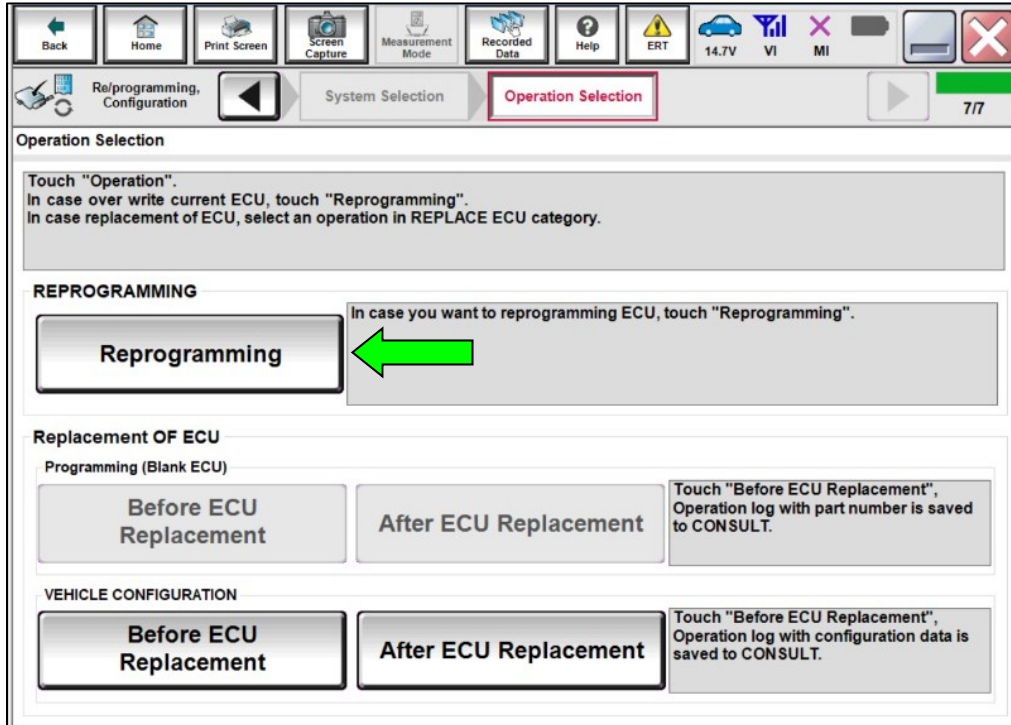 Back
Home
Print Screen
Screen
Capture
Measurement
Mode
Recorded
Data
Help
ERT
14.7V
VI
MI
Re/programming,
Configuration
System Selection
Operation Selection
7/7
Operation Selection
Touch "Operation".
In case over write current ECU, touch "Reprogramming".
In case replacement of ECU, select an operation in REPLACE ECU category.
REPROGRAMMING
Reprogramming
In case you want to reprogramming ECU, touch "Reprogramming".
Replacement OF ECU
Programming (Blank ECU)
Before ECU
Replacement
After ECU Replacement
Touch "Before ECU Replacement",
Operation log with part number is saved
to CONSULT.
VEHICLE CONFIGURATION
Before ECU
Replacement
After ECU Replacement
Touch "Before ECU Replacement",
Operation log with configuration data is
saved to CONSULT.